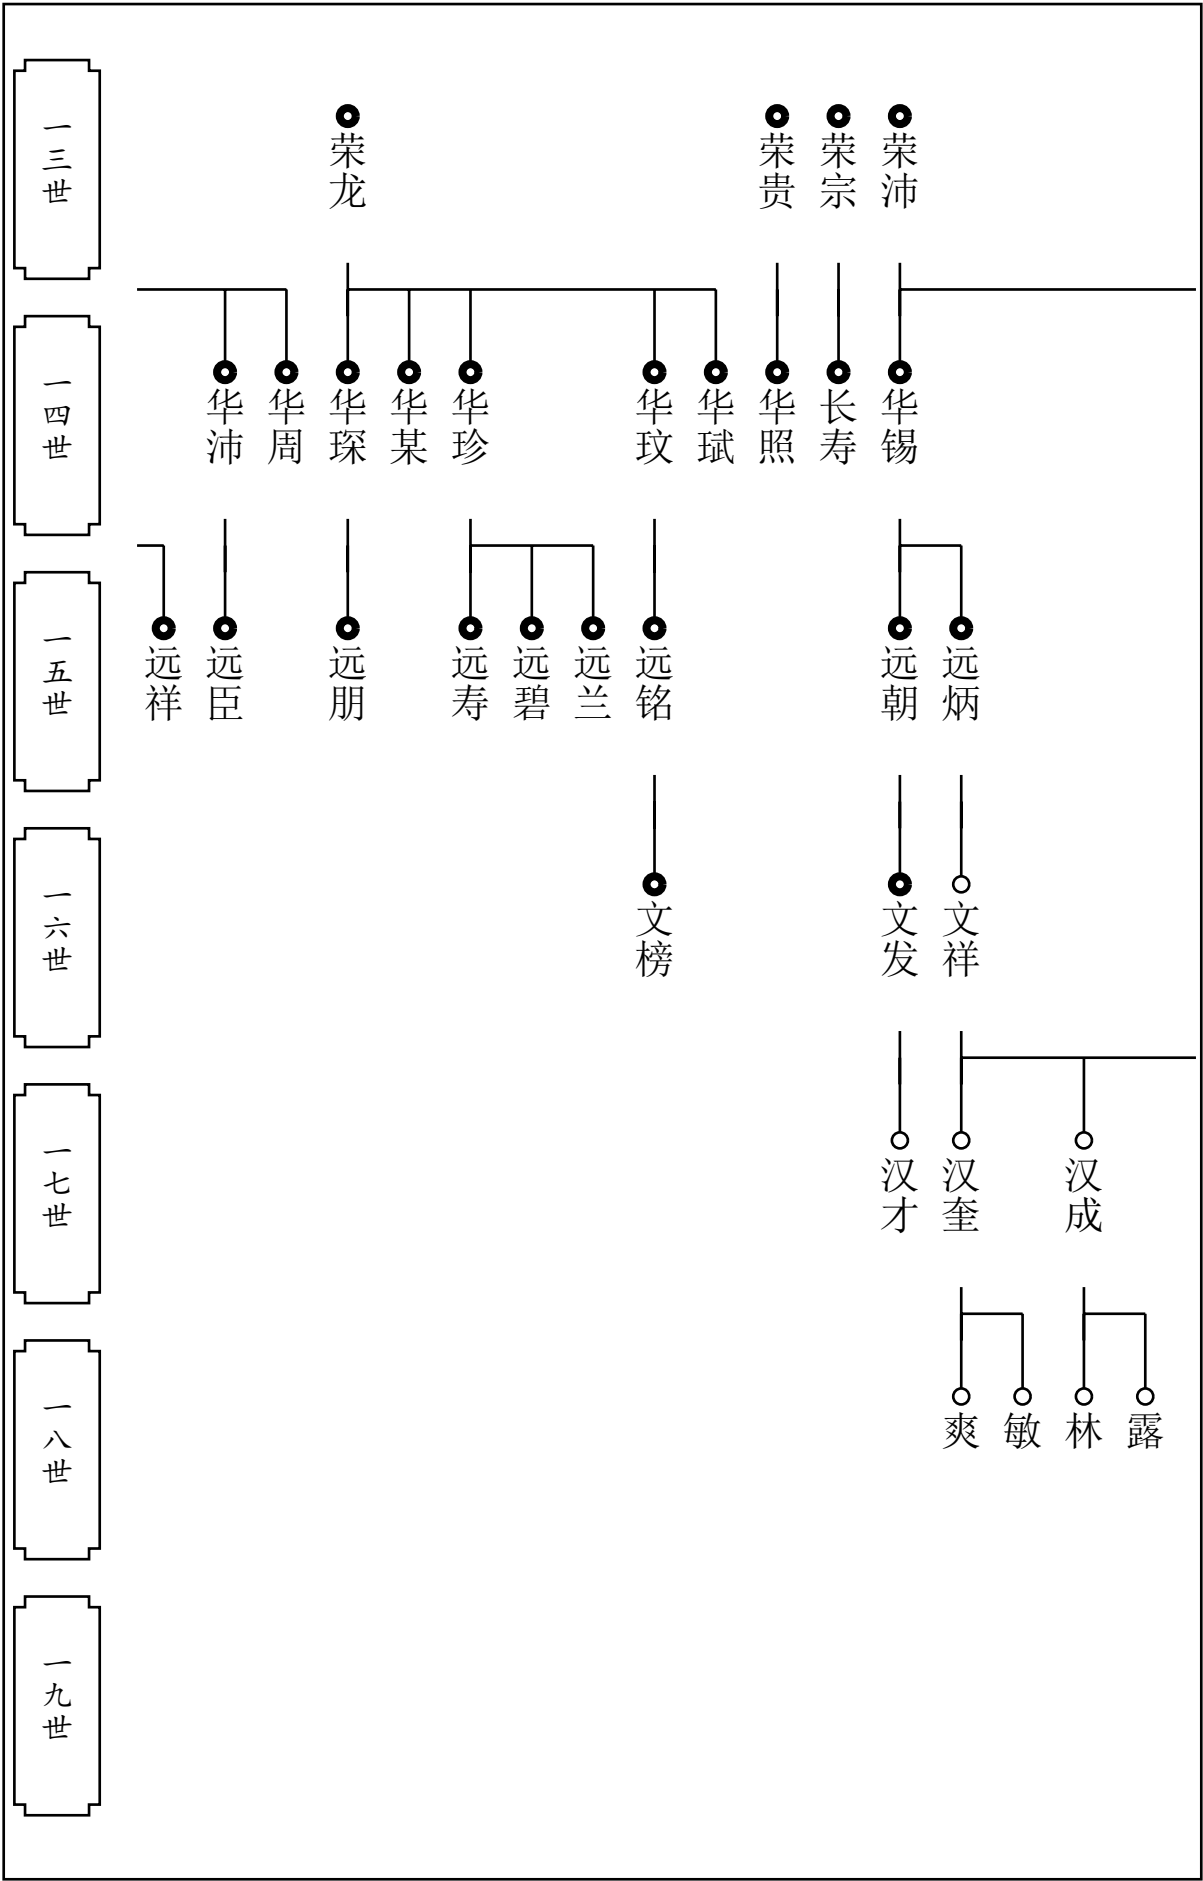 一三世
荣龙
荣贵
荣宗
荣沛
一四世
华沛
华周
华琛
华某
华珍
华玟
华珷
华照
长寿
华锡
一五世
远祥
远臣
远朋
远寿
远碧
远兰
远铭
远朝
远炳
一六世
文榜
文发
文祥
一七世
汉才
汉奎
汉成
一八世
爽
敏
林
露
一九世